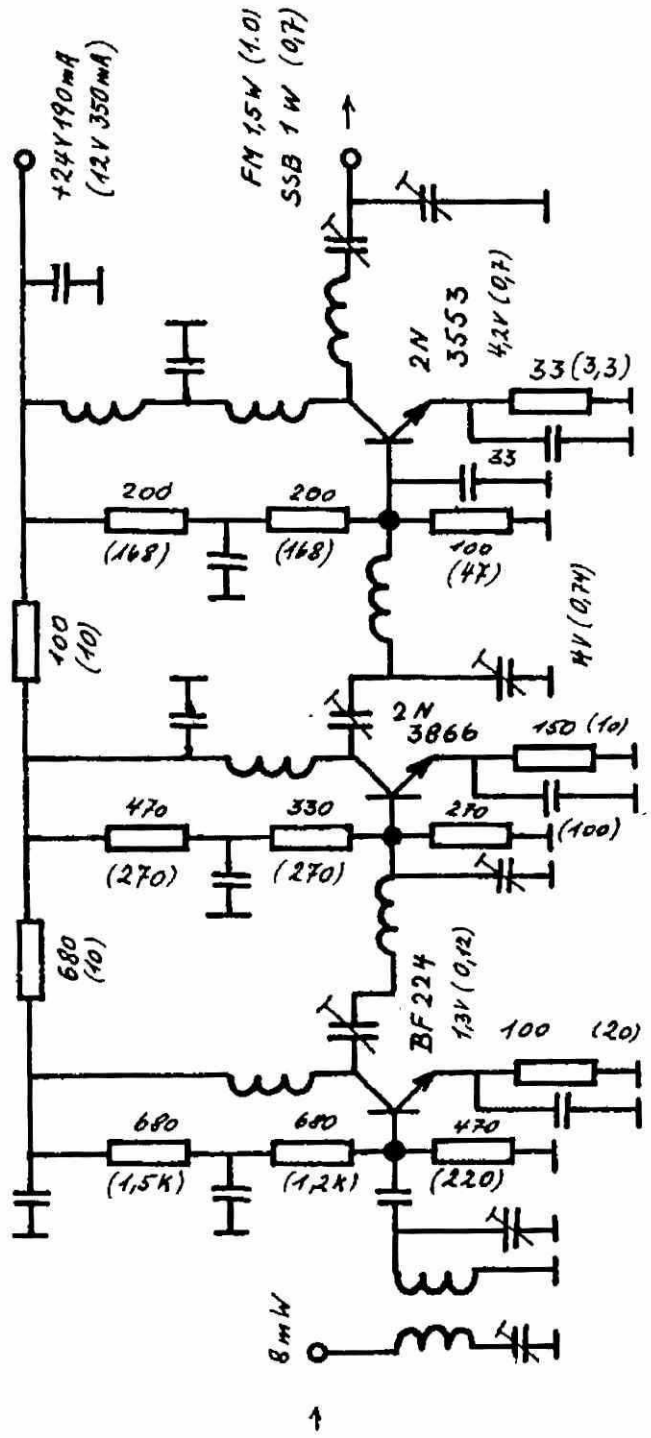 +24V 190mA
(12V 350mA)
FM 1,5W (1.0)
SSB 1W (0,7)
2N
3553
4,2V (0,7)
33 (3,3)
33
200
(168)
200
(168)
100
(47)
100
(10)
2N
3866
4V (0,74)
150 (10)
470
(270)
330
(270)
270
(100)
680
(10)
BF 224
1,3V (0,12)
100 (20)
680
(1,5K)
680
(1,2K)
470
(220)
8mW